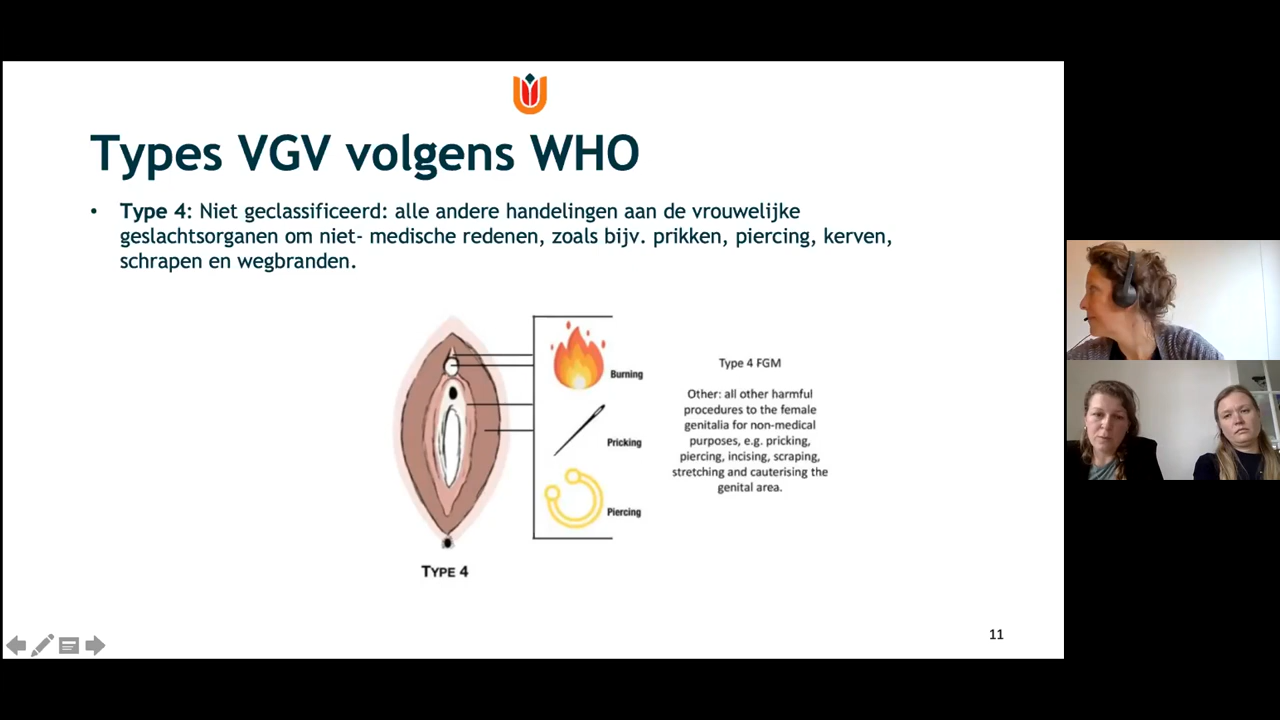 Types VGV volgens WHO
• Type 4: Niet geclassificeerd: alle andere handelingen aan de vrouwelijke
geslachtsorganen om niet- medische redenen, zoals bijv. prikken, piercing, kerven,
schrapen en wegbranden.
Burning
Pricking
Piercing
TYPE 4
Type 4 FGM
Other: all other harmful
procedures to the female
genitalia for non-medical
purposes, e.g. pricking,
piercing, incising, scraping,
stretching and cauterising the
genital area.
11